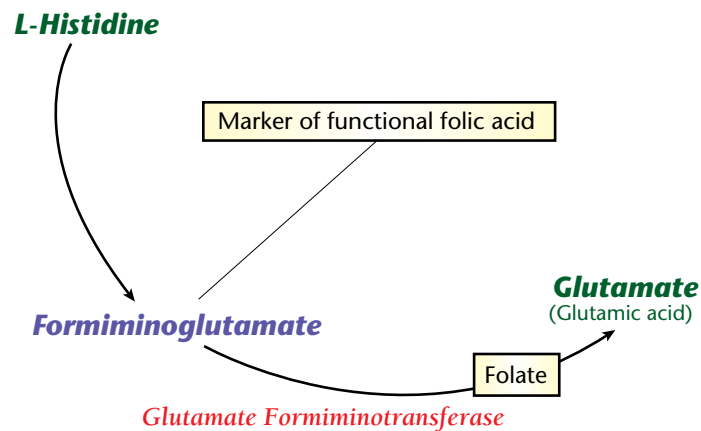 L-Histidine
Marker of functional folic acid
Glutamate
(Glutamic acid)
Formiminoglutamate
Folate
Glutamate Formiminotransferase